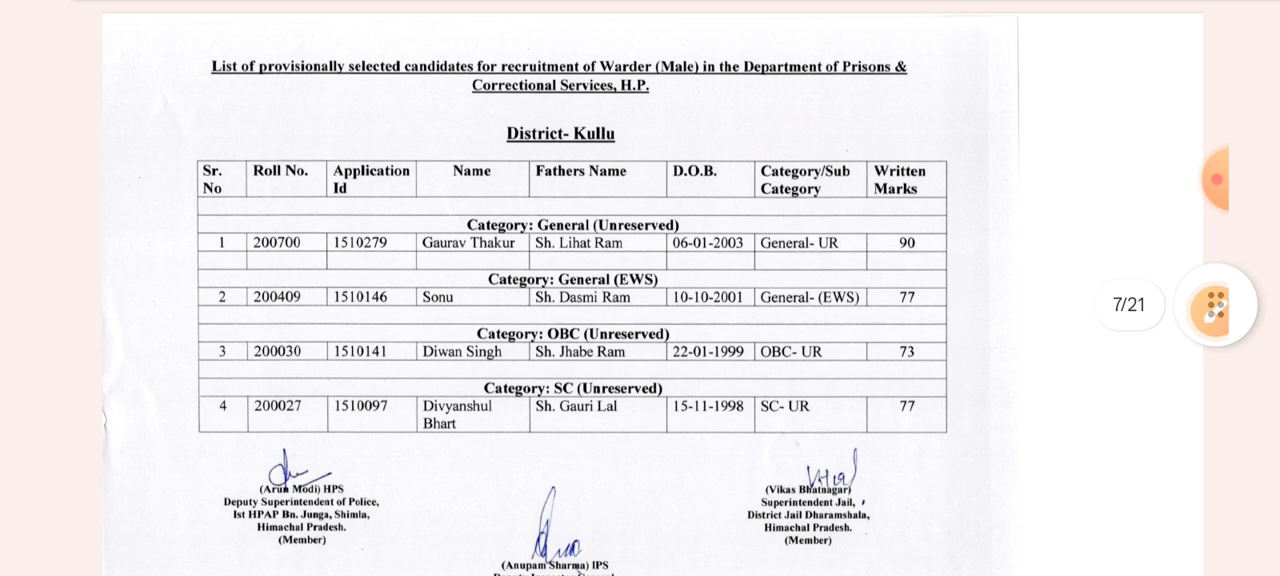 List of provisionally selected candidates for recruitment of Warder (Male) in the Department of Prisons &
Correctional Services, H.P.
District- Kullu
Sr. No Roll No. Application Id Name Fathers Name D.O.B. Category/Sub Category Written Marks
Category: General (Unreserved)
1 200700 1510279 Gaurav Thakur Sh. Lihat Ram 06-01-2003 General- UR 90
Category: General (EWS)
2 200409 1510146 Sonu Sh. Dasmi Ram 10-10-2001 General- (EWS) 77
Category: OBC (Unreserved)
3 200030 1510141 Diwan Singh Sh. Jhabe Ram 22-01-1999 OBC- UR 73
Category: SC (Unreserved)
4 200027 1510097 Divyanshul Bhart Sh. Gauri Lal 15-11-1998 SC- UR 77
(Arun Modi) HPS
Deputy Superintendent of Police,
Ist HPAP Bn. Junga, Shimla,
Himachal Pradesh.
(Member)
(Vikas Bhatnagar)
Superintendent Jail,
District Jail Dharamshala,
Himachal Pradesh.
(Member)
(Anupam Sharma) IPS
7/21